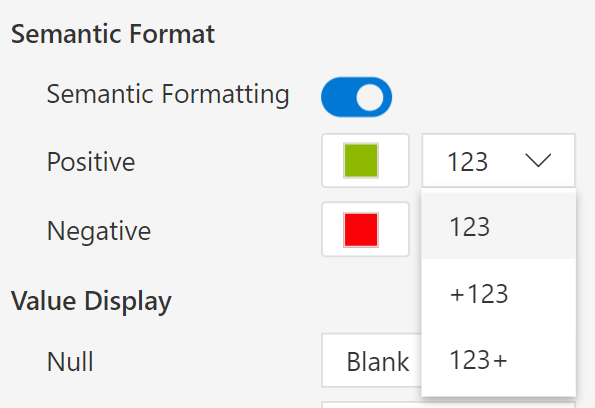 Semantic Format
Semantic Formatting
Positive
123
Negative
123
+123
123+
Value Display
Null
Blank